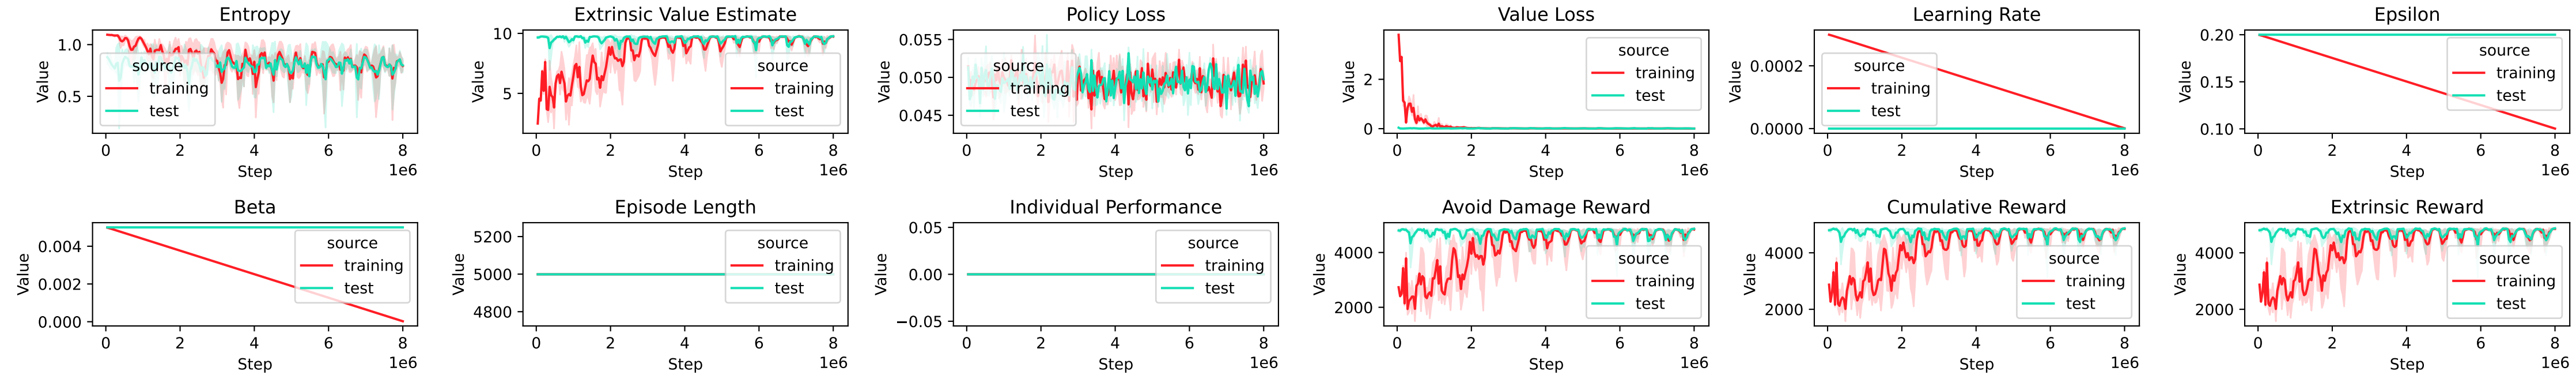 Entropy
Value
1.0
0.5
source
training
test
0 2 4 6 8
Step
1e6
Extrinsic Value Estimate
Value
10
5
source
training
test
0 2 4 6 8
Step
1e6
Policy Loss
Value
0.055
0.050
0.045
source
training
test
0 2 4 6 8
Step
1e6
Value Loss
Value
2
0
source
training
test
0 2 4 6 8
Step
1e6
Learning Rate
Value
0.0002
0.0000
source
training
test
0 2 4 6 8
Step
1e6
Epsilon
Value
0.20
0.15
0.10
source
training
test
0 2 4 6 8
Step
1e6
Beta
Value
0.004
0.002
0.000
source
training
test
0 2 4 6 8
Step
1e6
Episode Length
Value
5200
5000
4800
source
training
test
0 2 4 6 8
Step
1e6
Individual Performance
Value
0.05
0.00
−0.05
source
training
test
0 2 4 6 8
Step
1e6
Avoid Damage Reward
Value
4000
2000
source
training
test
0 2 4 6 8
Step
1e6
Cumulative Reward
Value
4000
2000
source
training
test
0 2 4 6 8
Step
1e6
Extrinsic Reward
Value
4000
2000
source
training
test
0 2 4 6 8
Step
1e6